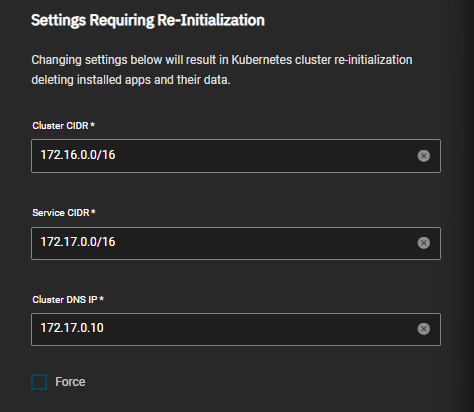 Settings Requiring Re-Initialization
Changing settings below will result in Kubernetes cluster re-initialization
deleting installed apps and their data.
Cluster CIDR *
172.16.0.0/16
Service CIDR *
172.17.0.0/16
Cluster DNS IP *
172.17.0.10
Force